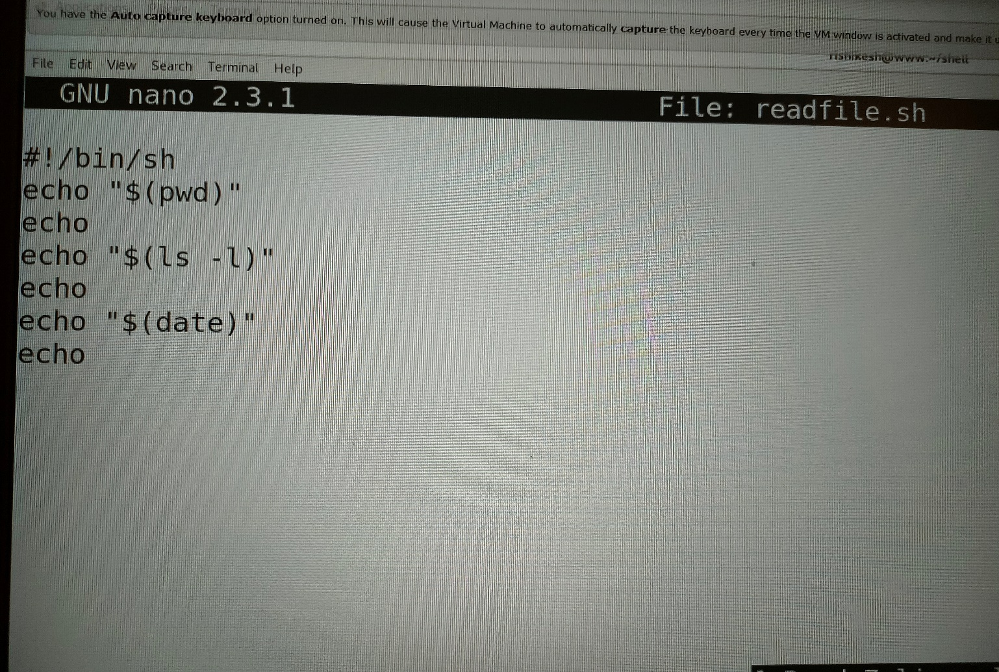 You have the Auto capture keyboard option turned on. This will cause the Virtual Machine to automatically capture the keyboard every time the VM window is activated and make it
rishikesh@www:~/shell
File Edit View Search Terminal Help
GNU nano 2.3.1 File: readfile.sh
#!/bin/sh
echo "$(pwd)"
echo
echo "$(ls -l)"
echo
echo "$(date)"
echo